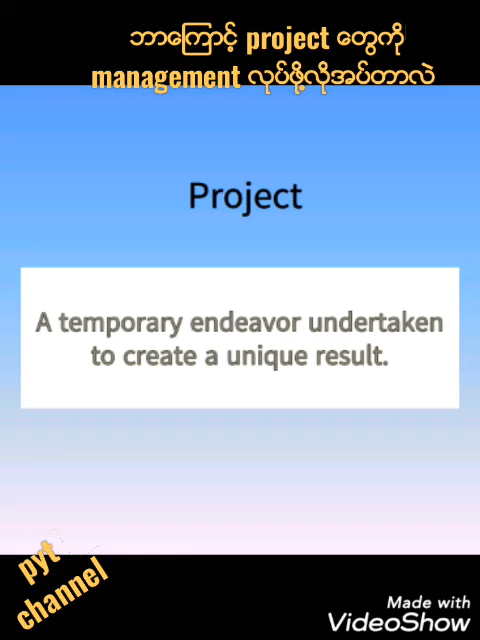 ဘာကြောင့် project တွေကို
management လုပ်ဖို့လိုအပ်တာလဲ
Project
A temporary endeavor undertaken
to create a unique result.
pyt
channel
Made with
VideoShow